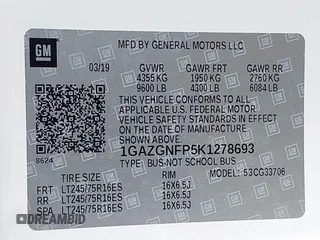 GM
MFD BY GENERAL MOTORS LLC
03/19 GVWR GAWR FRT GAWR RR
4355 KG 1950 KG 2760 KG
9600 LB 4300 LB 6084 LB
THIS VEHICLE CONFORMS TO ALL
APPLICABLE U.S. FEDERAL MOTOR
VEHICLE SAFETY STANDARDS IN EFFECT
ON THE DATE OF MANUFACTURE
SHOWN ABOVE.
1GAZGNFP5K1278693
8624 TYPE: BUS-NOT SCHOOL BUS
TIRE SIZE RIM 53CG33706
FRT LT245/75R16ES 16X6.5J
RR LT245/75R16ES 16X6.5J
SPA LT245/75R16ES 16X6.5J
DREAMBID